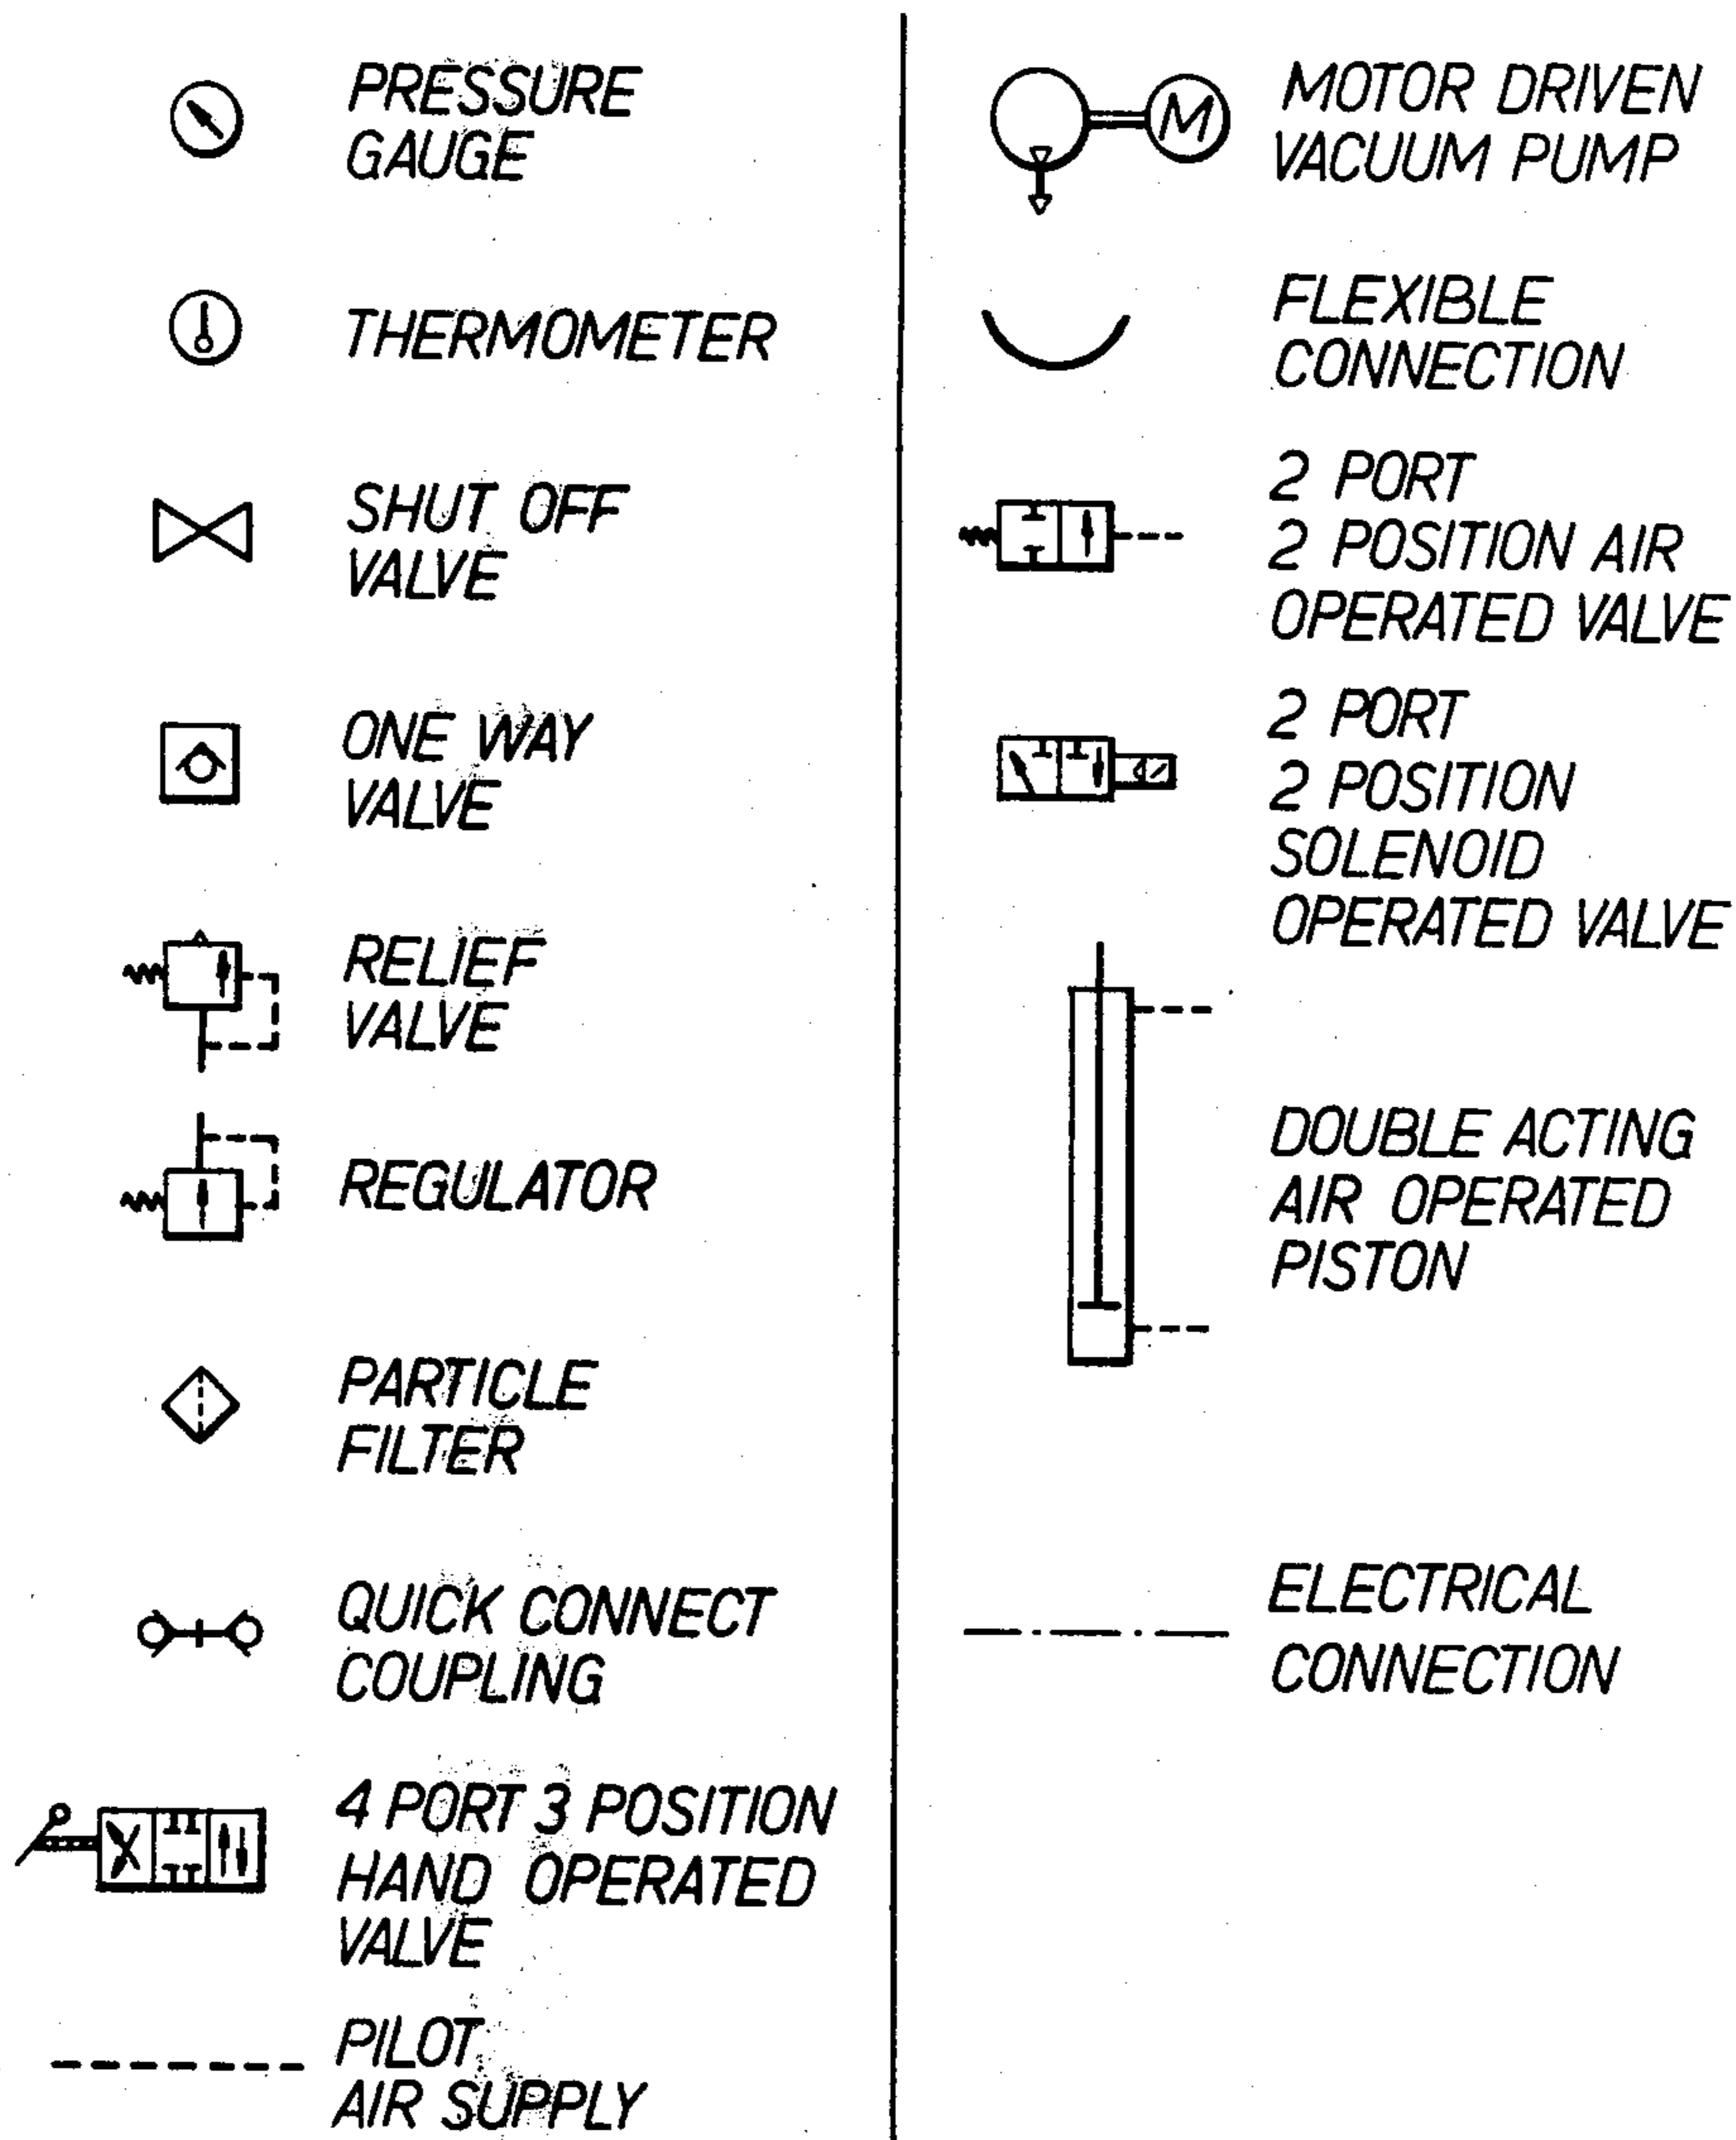 PRESSURE
GAUGE
THERMOMETER
SHUT OFF
VALVE
ONE WAY
VALVE
RELIEF
VALVE
REGULATOR
PARTICLE
FILTER
QUICK CONNECT
COUPLING
4 PORT 3 POSITION
HAND OPERATED
VALVE
PILOT
AIR SUPPLY
M
MOTOR DRIVEN
VACUUM PUMP
FLEXIBLE
CONNECTION
2 PORT
2 POSITION AIR
OPERATED VALVE
2 PORT
2 POSITION
SOLENOID
OPERATED VALVE
DOUBLE ACTING
AIR OPERATED
PISTON
ELECTRICAL
CONNECTION